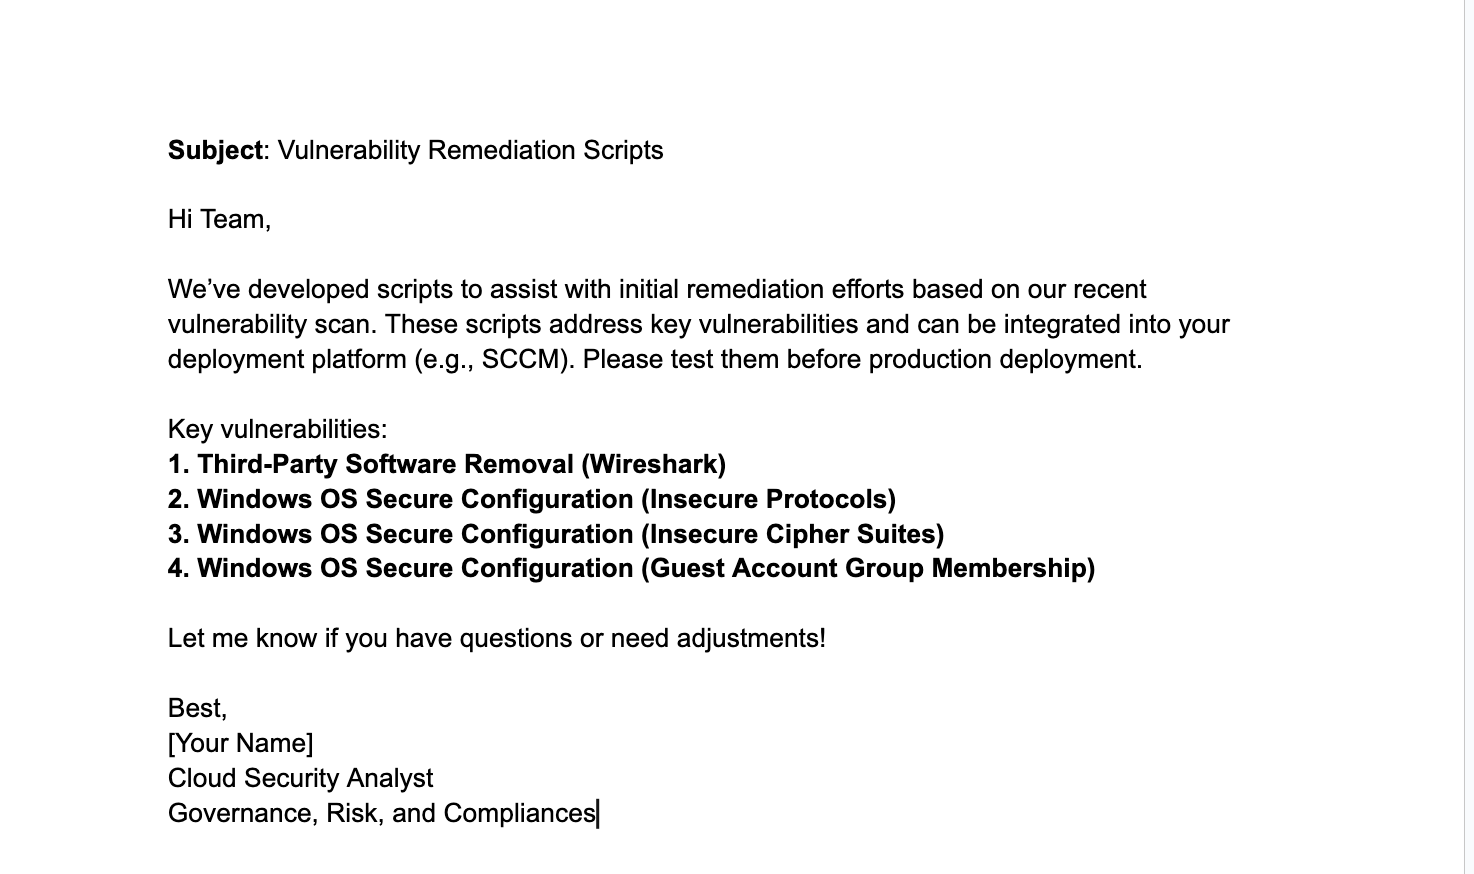 Subject: Vulnerability Remediation Scripts
Hi Team,
We’ve developed scripts to assist with initial remediation efforts based on our recent
vulnerability scan. These scripts address key vulnerabilities and can be integrated into your
deployment platform (e.g., SCCM). Please test them before production deployment.
Key vulnerabilities:
1. Third-Party Software Removal (Wireshark)
2. Windows OS Secure Configuration (Insecure Protocols)
3. Windows OS Secure Configuration (Insecure Cipher Suites)
4. Windows OS Secure Configuration (Guest Account Group Membership)
Let me know if you have questions or need adjustments!
Best,
[Your Name]
Cloud Security Analyst
Governance, Risk, and Compliances